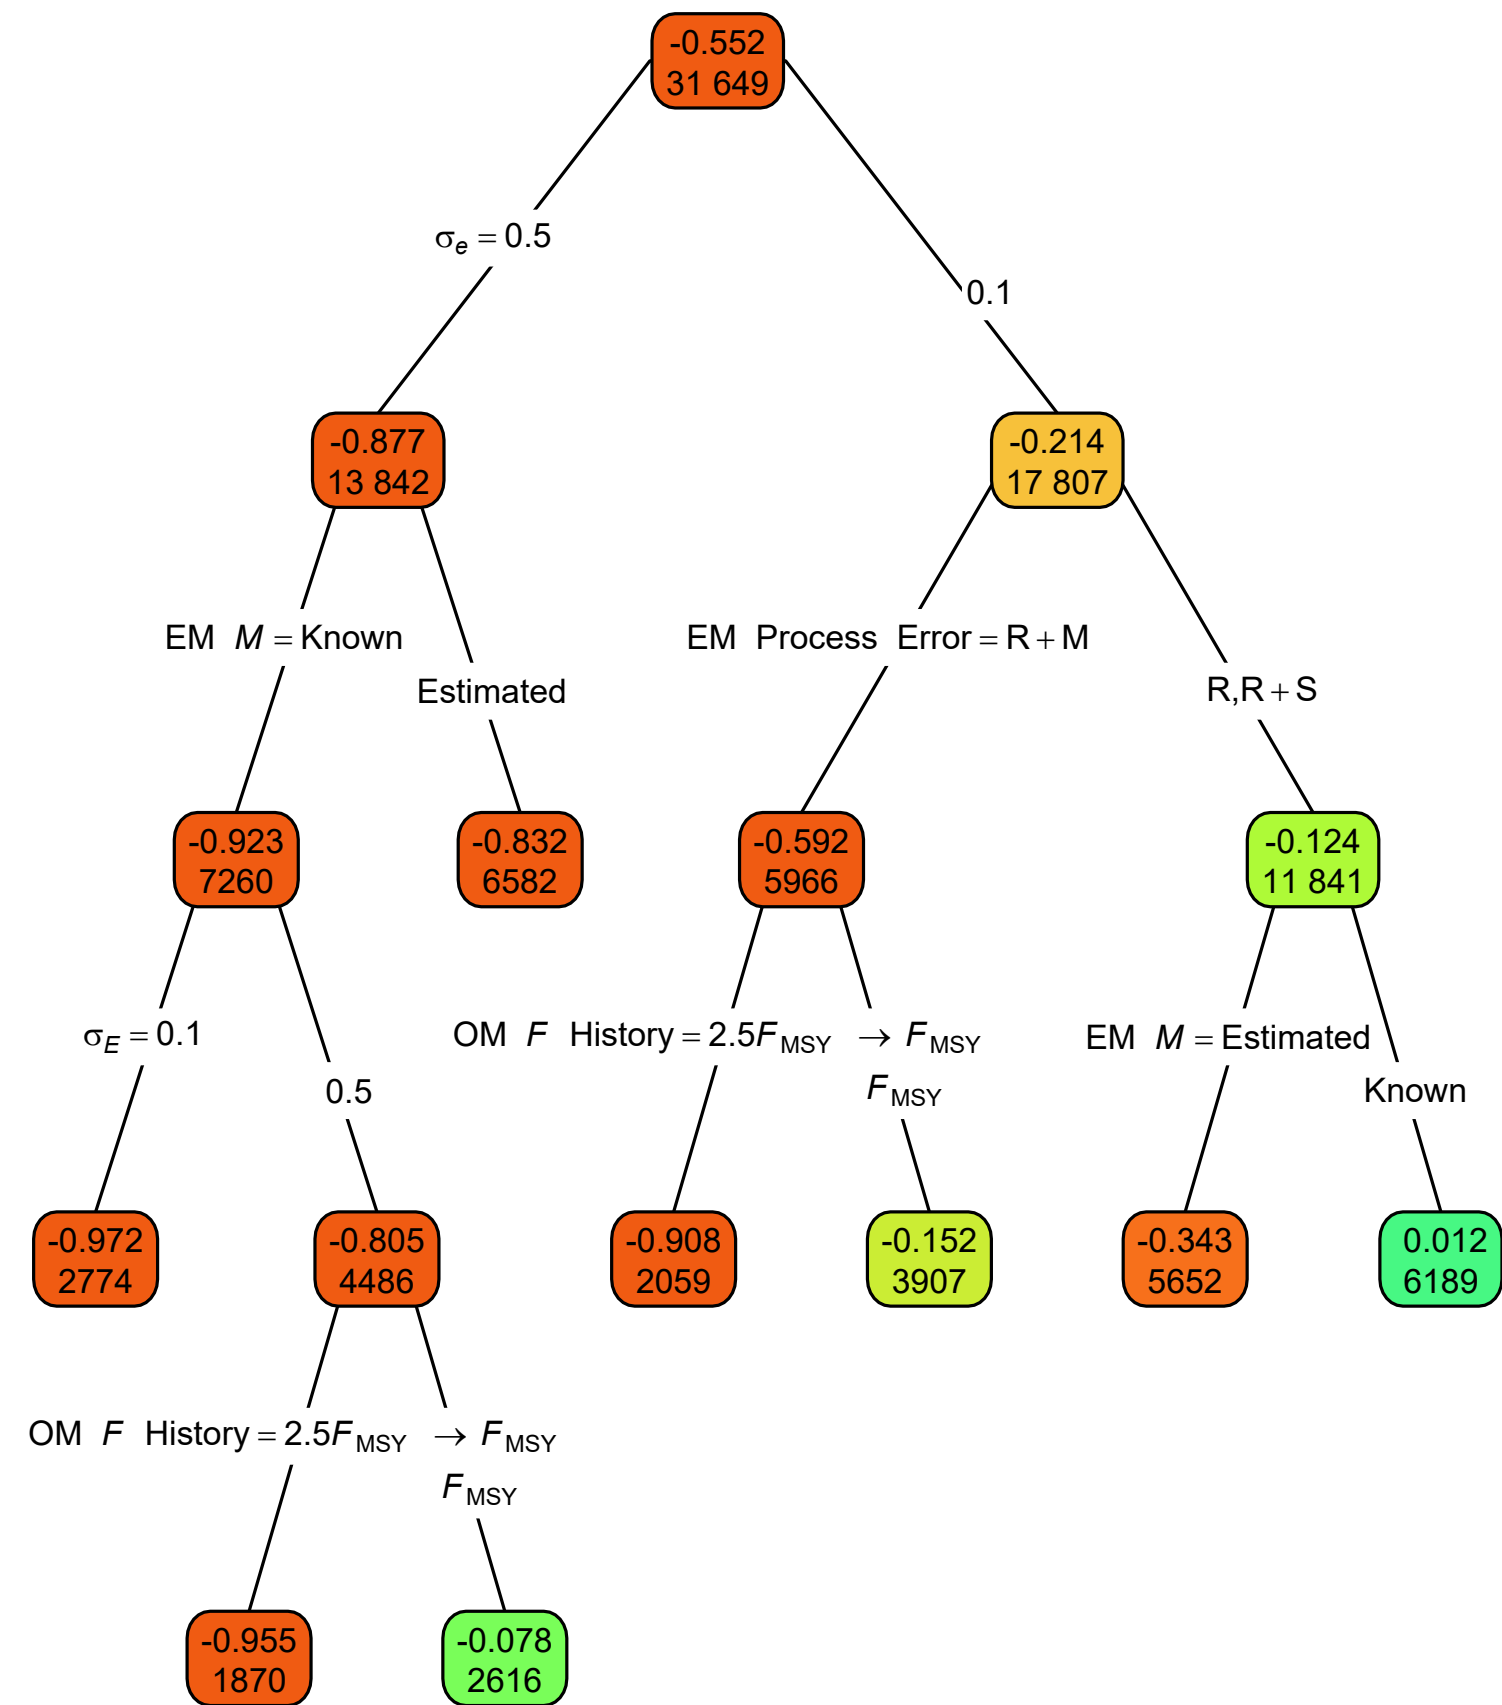 -0.552
31 649
σe = 0.5
0.1
-0.877
13 842
-0.214
17 807
EM M = Known
Estimated
EM Process Error = R + M
R,R + S
-0.923
7260
-0.832
6582
-0.592
5966
-0.124
11 841
σE = 0.1
0.5
OM F History = 2.5FMSY → FMSY
FMSY
EM M = Estimated
Known
-0.972
2774
-0.805
4486
-0.908
2059
-0.152
3907
-0.343
5652
0.012
6189
OM F History = 2.5FMSY → FMSY
FMSY
-0.955
1870
-0.078
2616